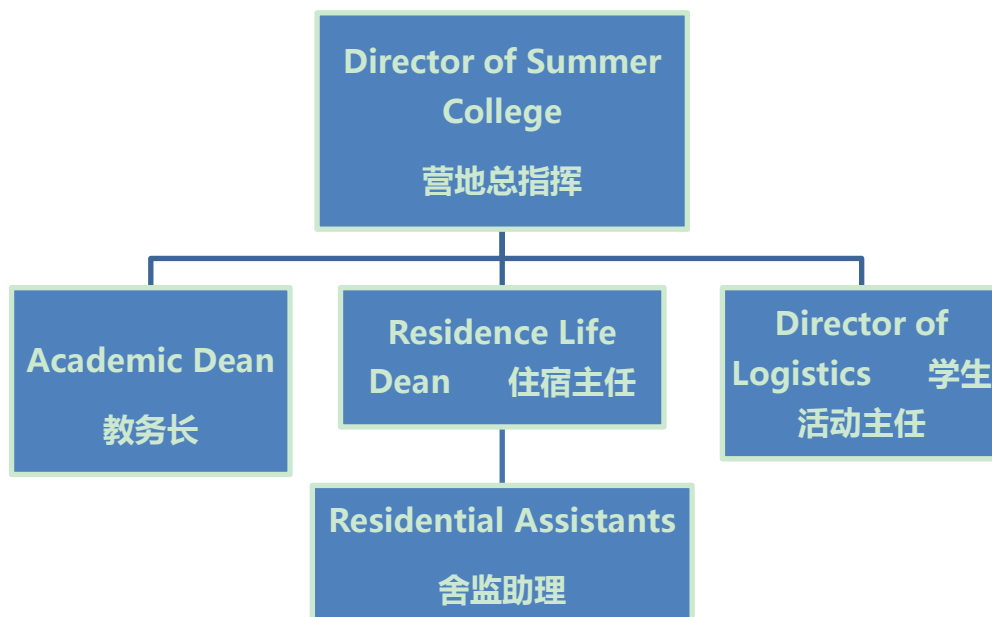 Director of Summer
College
营地总指挥
Academic Dean
教务长
Residence Life
Dean 住宿主任
Director of
Logistics 学生
活动主任
Residential Assistants
舍监助理